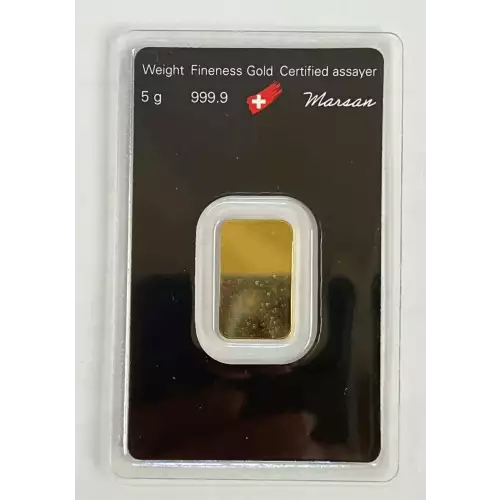 Weight Fineness Gold Certified assayer
5 g 999.9 Marsan